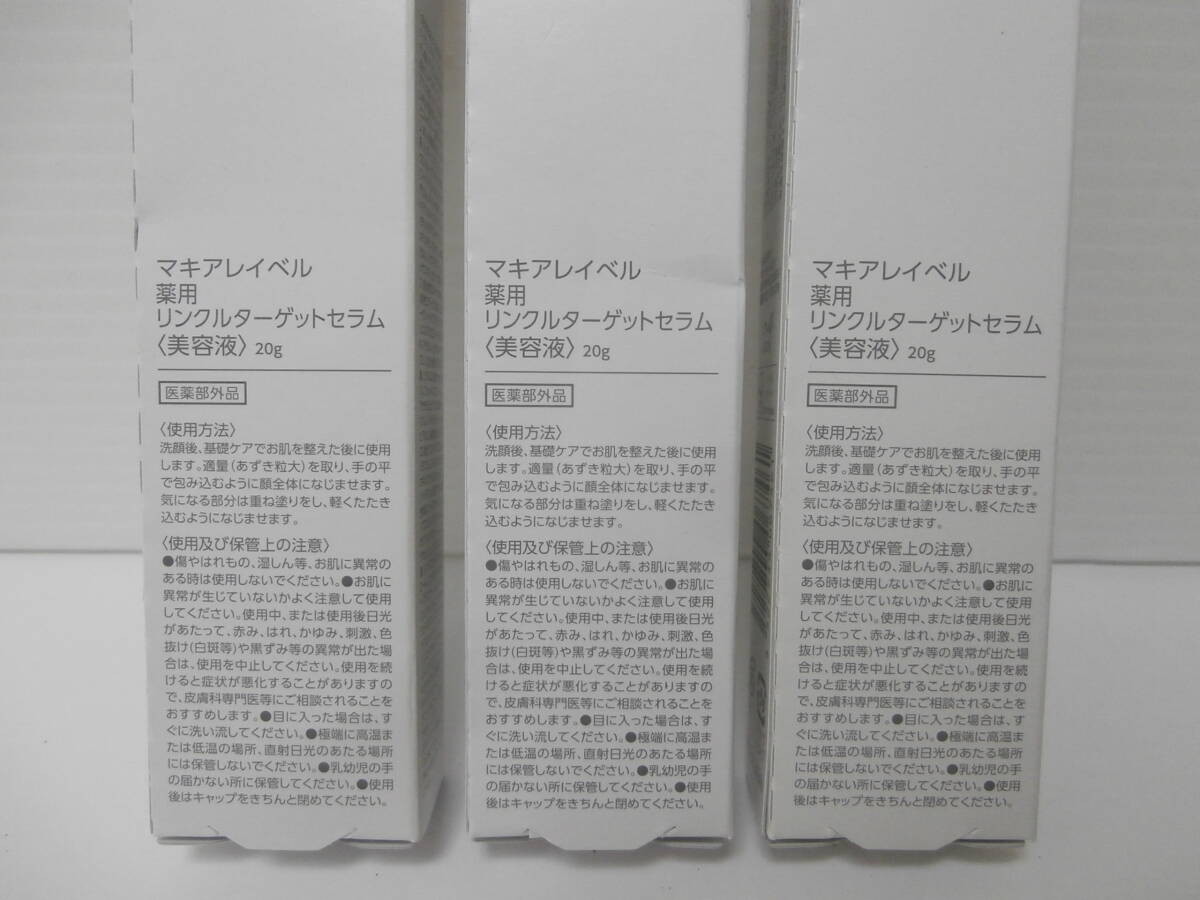 マキアレイベル
薬用
リンクルターゲットセラム
〈美容液〉 20g
医薬部外品
〈使用方法〉
洗顔後、基礎ケアでお肌を整えた後に使用
します。適量(あずき粒大)を取り、手の平
で包み込むように顔全体になじませます。
気になる部分は重ね塗りをし、軽くたたき
込むようになじませます。
〈使用及び保管上の注意〉
●傷やはれもの、湿しん等、お肌に異常の
ある時は使用しないでください。●お肌に
異常が生じていないかよく注意して使用
してください。使用中、または使用後日光
があたって、赤み、はれ、かゆみ、刺激、色
抜け(白斑等)や黒ずみ等の異常が出た場
合は、使用を中止してください。使用を続
けると症状が悪化することがありますの
で、皮膚科専門医等にご相談されることを
おすすめします。●目に入った場合は、す
ぐに洗い流してください。●極端に高温ま
たは低温の場所、直射日光のあたる場所
には保管しないでください。●乳幼児の手
の届かない所に保管してください。●使用
後はキャップをきちんと閉めてください。
マキアレイベル
薬用
リンクルターゲットセラム
〈美容液〉 20g
医薬部外品
〈使用方法〉
洗顔後、基礎ケアでお肌を整えた後に使用
します。適量(あずき粒大)を取り、手の平
で包み込むように顔全体になじませます。
気になる部分は重ね塗りをし、軽くたたき
込むようになじませます。
〈使用及び保管上の注意〉
●傷やはれもの、湿しん等、お肌に異常の
ある時は使用しないでください。●お肌に
異常が生じていないかよく注意して使用
してください。使用中、または使用後日光
があたって、赤み、はれ、かゆみ、刺激、色
抜け(白斑等)や黒ずみ等の異常が出た場
合は、使用を中止してください。使用を続
けると症状が悪化することがありますの
で、皮膚科専門医等にご相談されることを
おすすめします。●目に入った場合は、す
ぐに洗い流してください。●極端に高温ま
たは低温の場所、直射日光のあたる場所
には保管しないでください。●乳幼児の手
の届かない所に保管してください。●使用
後はキャップをきちんと閉めてください。
マキアレイベル
薬用
リンクルターゲットセラム
〈美容液〉 20g
医薬部外品
〈使用方法〉
洗顔後、基礎ケアでお肌を整えた後に使用
します。適量(あずき粒大)を取り、手の平
で包み込むように顔全体になじませます。
気になる部分は重ね塗りをし、軽くたたき
込むようになじませます。
〈使用及び保管上の注意〉
●傷やはれもの、湿しん等、お肌に異常の
ある時は使用しないでください。●お肌に
異常が生じていないかよく注意して使用
してください。使用中、または使用後日光
があたって、赤み、はれ、かゆみ、刺激、色
抜け(白斑等)や黒ずみ等の異常が出た場
合は、使用を中止してください。使用を続
けると症状が悪化することがありますの
で、皮膚科専門医等にご相談されることを
おすすめします。●目に入った場合は、す
ぐに洗い流してください。●極端に高温ま
たは低温の場所、直射日光のあたる場所
には保管しないでください。●乳幼児の手
の届かない所に保管してください。●使用
後はキャップをきちんと閉めてください。